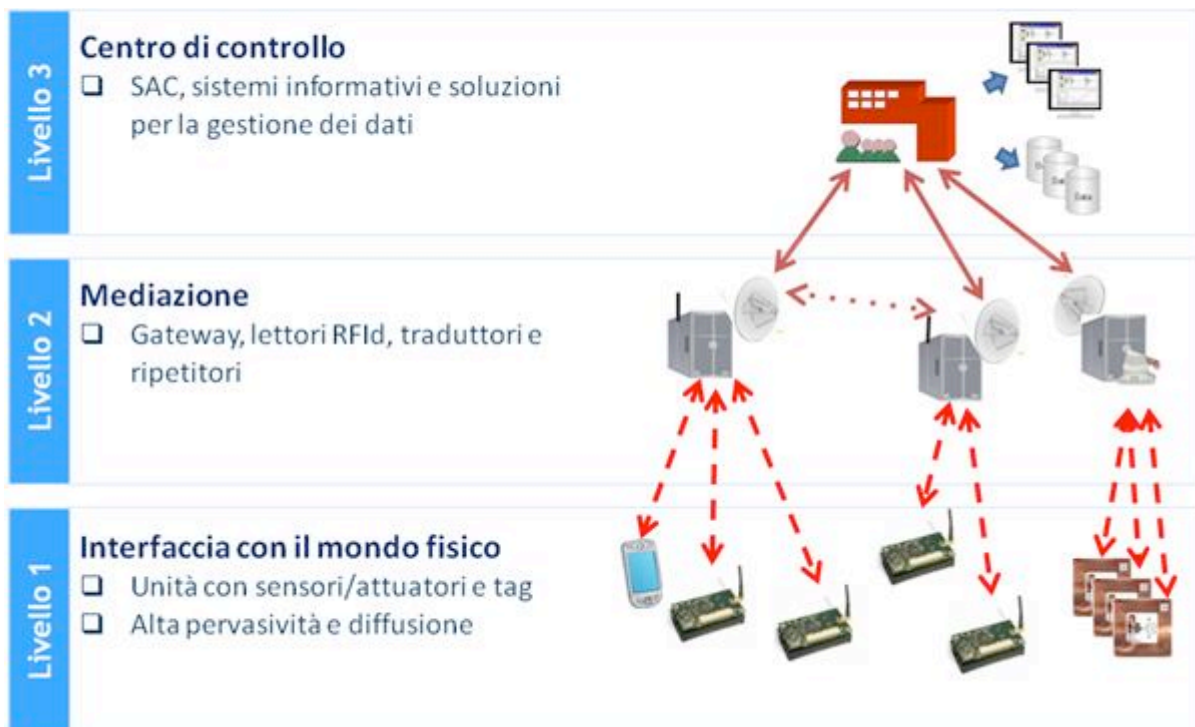 Livello 3
Centro di controllo
❑ SAC, sistemi informativi e soluzioni
per la gestione dei dati
Livello 2
Mediazione
❑ Gateway, lettori RFId, traduttori e
ripetitori
Livello 1
Interfaccia con il mondo fisico
❑ Unità con sensori/attuatori e tag
❑ Alta pervasività e diffusione